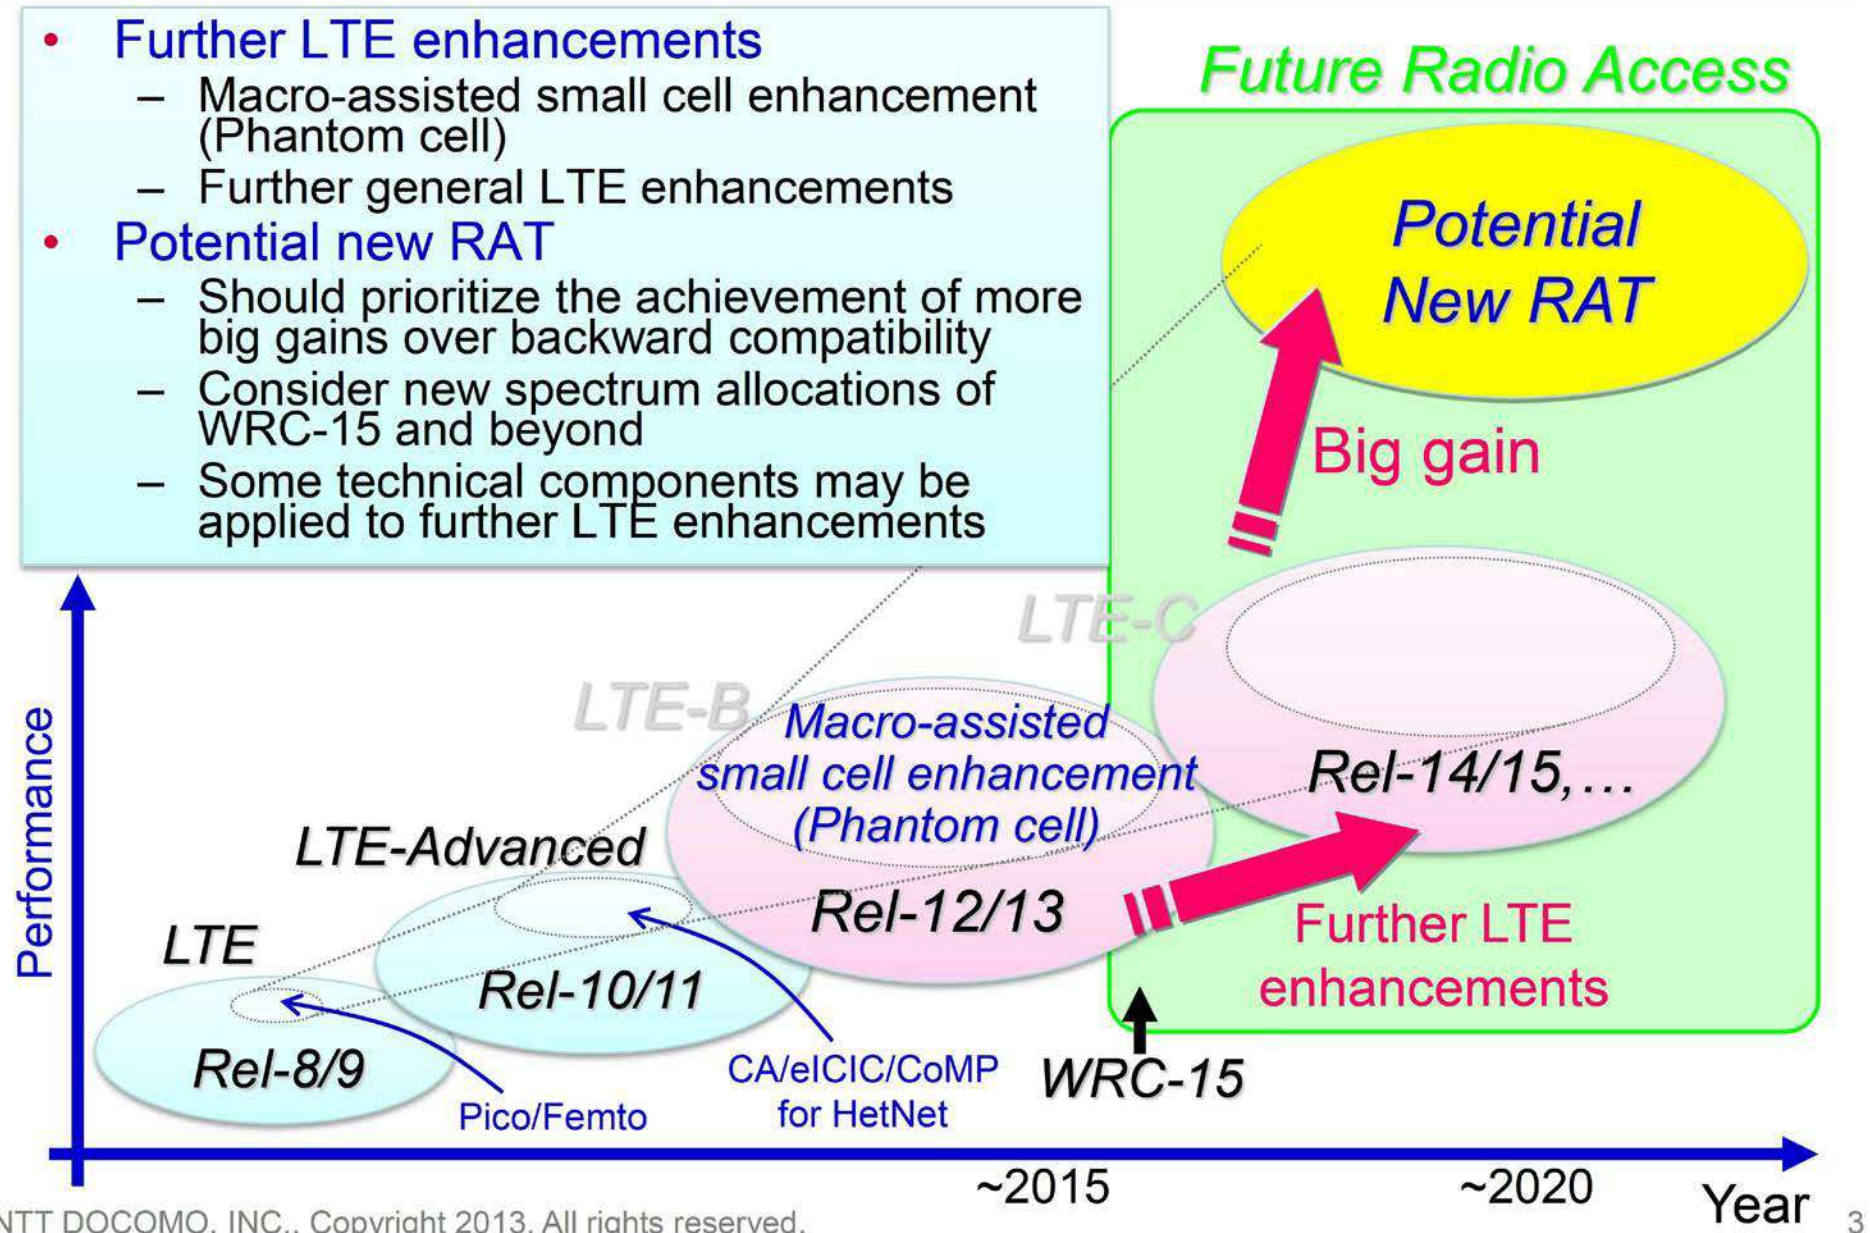 • Further LTE enhancements
– Macro-assisted small cell enhancement
(Phantom cell)
– Further general LTE enhancements
• Potential new RAT
– Should prioritize the achievement of more
big gains over backward compatibility
– Consider new spectrum allocations of
WRC-15 and beyond
– Some technical components may be
applied to further LTE enhancements
Future Radio Access
Potential
New RAT
Big gain
LTE-C
Rel-14/15,…
Further LTE
enhancements
LTE-B
Macro-assisted
small cell enhancement
(Phantom cell)
Rel-12/13
LTE-Advanced
Rel-10/11
LTE
Rel-8/9
Pico/Femto
CA/eICIC/CoMP
for HetNet
WRC-15
Performance
~2015
~2020
Year
NTT DOCOMO, INC., Copyright 2013, All rights reserved.
3